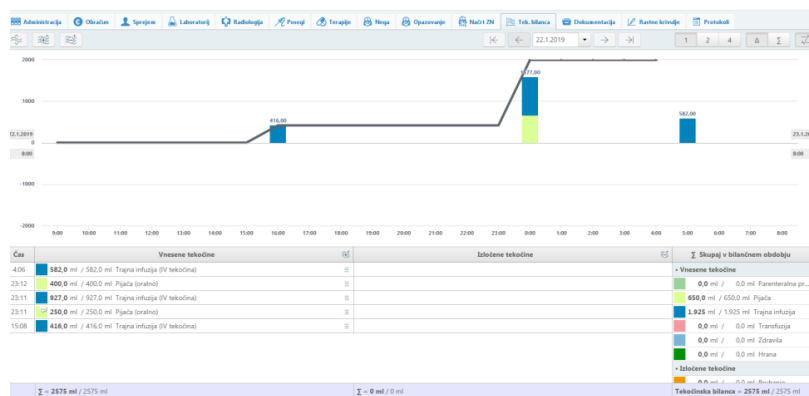 Administracija Obračun Sprejem Laboratorij Radiologija Posegi Terapije Nega Opazovanje Načrt ZN Tek. bilanca Dokumentacija Rastne krivulje Protokoli
22.1.2019 1 2 4 Δ Σ
2000
1577,00
1000
416,00 582,00
22.1.2019 0
8:00 8:00
-1000
-2000
9:00 10:00 11:00 12:00 13:00 14:00 15:00 16:00 17:00 18:00 19:00 20:00 21:00 22:00 23:00 0:00 1:00 2:00 3:00 4:00 5:00 6:00 7:00 8:00
Čas Vnesene tekočine Izločene tekočine Σ Skupaj v bilančnem obdobju
4:06 582,0 ml / 582,0 ml Trajna infuzija (IV tekočina) • Vnesene tekočine
23:12 400,0 ml / 400,0 ml Pijača (oralno) 0,0 ml / 0,0 ml Parenteralna pr...
23:11 927,0 ml / 927,0 ml Trajna infuzija (IV tekočina) 650,0 ml / 650,0 ml Pijača
23:11 250,0 ml / 250,0 ml Pijača (oralno) 1.925 ml / 1.925 ml Trajna infuzija
15:08 416,0 ml / 416,0 ml Trajna infuzija (IV tekočina) 0,0 ml / 0,0 ml Transfuzija
0,0 ml / 0,0 ml Zdravila
0,0 ml / 0,0 ml Hrana
• Izločene tekočine
Σ = 2575 ml / 2575 ml Σ = 0 ml / 0 ml Tekočinska bilanca = 2575 ml / 2575 ml